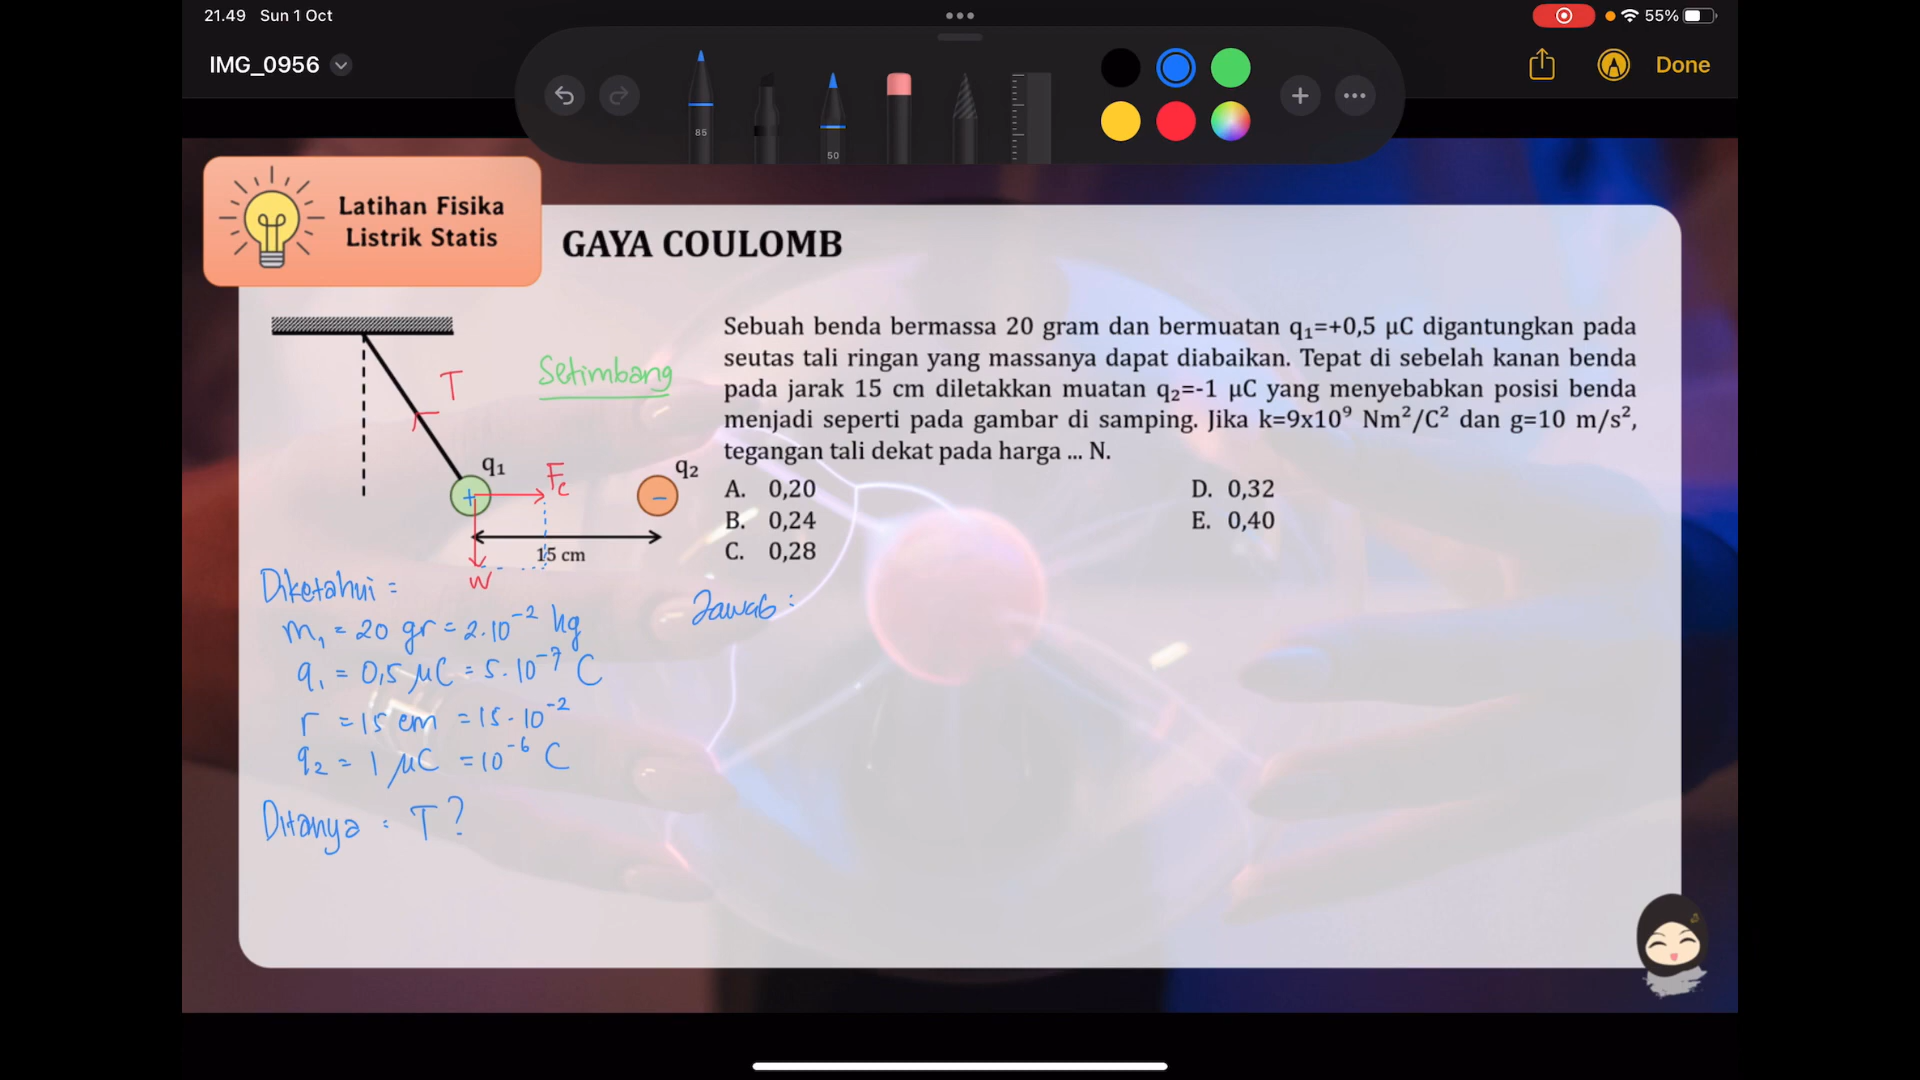 21.49 Sun 1 Oct
55%
IMG_0956
Done
85
50
Latihan Fisika
Listrik Statis
GAYA COULOMB
Sebuah benda bermassa 20 gram dan bermuatan q₁=+0,5 µC digantungkan pada
seutas tali ringan yang massanya dapat diabaikan. Tepat di sebelah kanan benda
pada jarak 15 cm diletakkan muatan q₂=-1 µC yang menyebabkan posisi benda
menjadi seperti pada gambar di samping. Jika k=9x10⁹ Nm²/C² dan g=10 m/s²,
tegangan tali dekat pada harga ... N.
A. 0,20
B. 0,24
C. 0,28
D. 0,32
E. 0,40
T
Setimbang
q₁
Fc
q₂
+
−
15 cm
W
Diketahui =
m₁ = 20 gr = 2.10⁻² kg
q₁ = 0,5 µC = 5.10⁻⁷ C
r = 15 cm = 15.10⁻²
q₂ = 1 µC = 10⁻⁶ C
Ditanya : T?
Jawab :